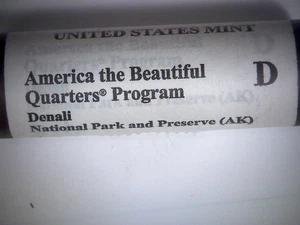 UNITED STATES MINT
America the Beautiful
Quarters® Program
D
Denali
National Park and Preserve (AK)